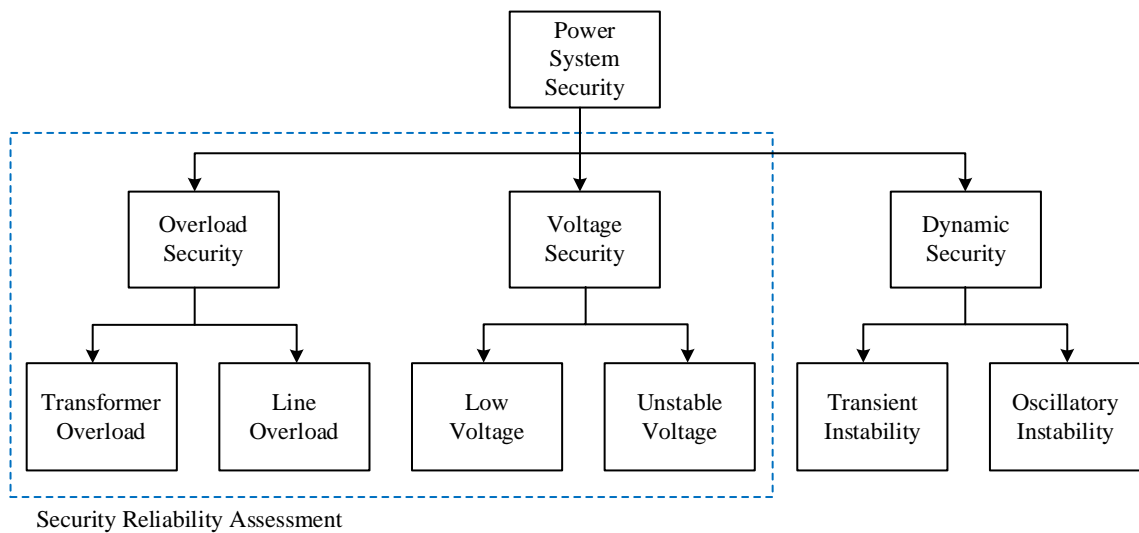 Power
System
Security
Overload
Security
Voltage
Security
Dynamic
Security
Transformer
Overload
Line
Overload
Low
Voltage
Unstable
Voltage
Transient
Instability
Oscillatory
Instability
Security Reliability Assessment